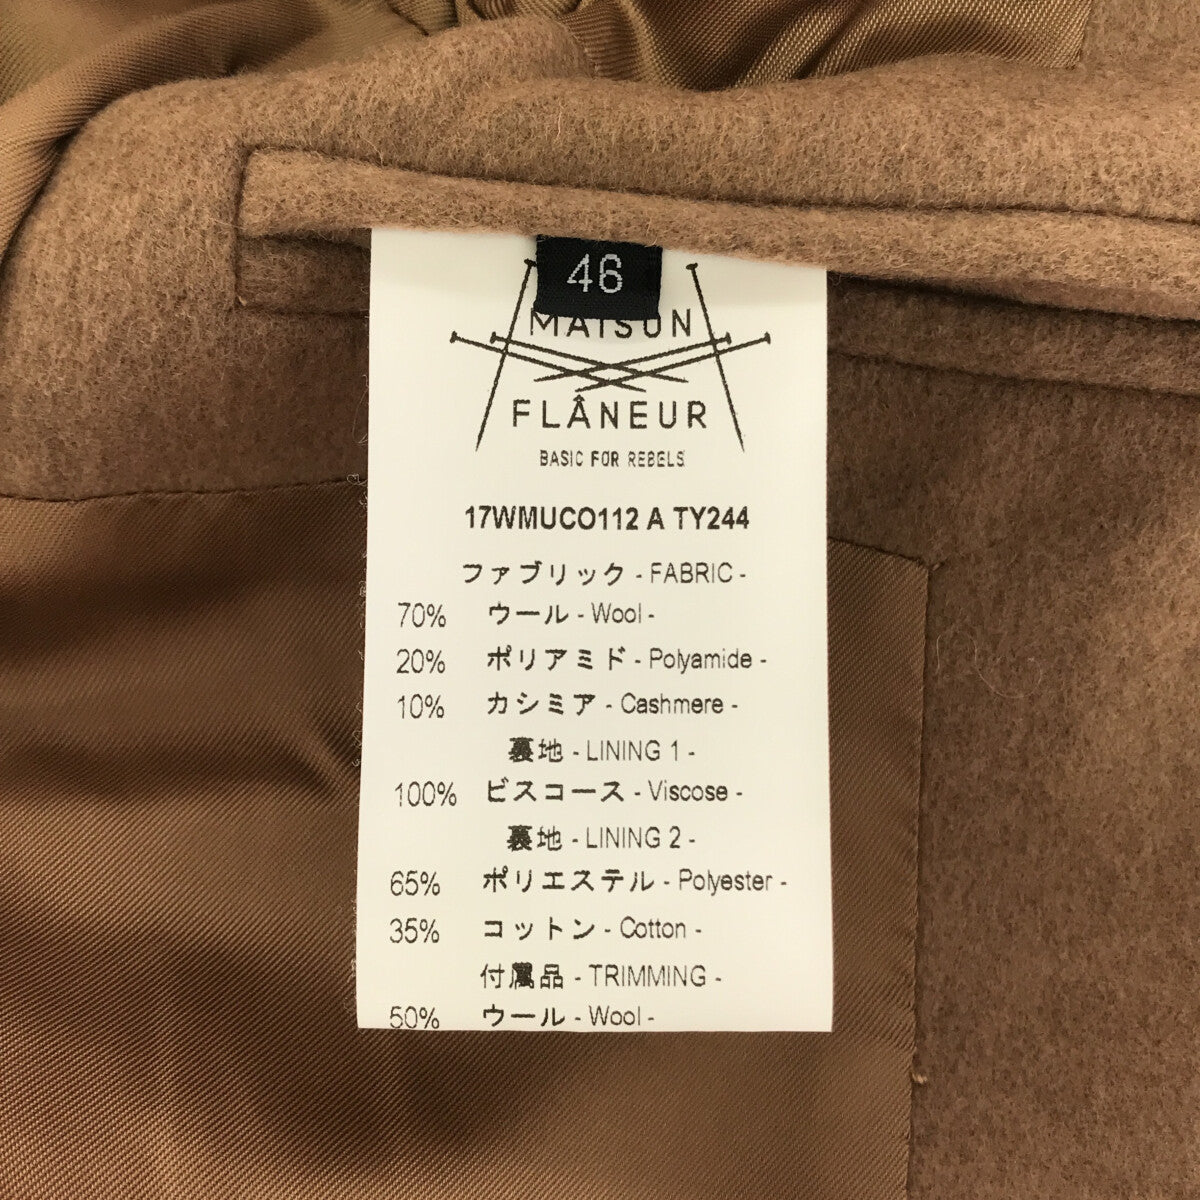 46
MAISON
FLÂNEUR
BASIC FOR REBELS
17WMUCO112 A TY244
ファブリック - FABRIC -
70% ウール - Wool -
20% ポリアミド - Polyamide -
10% カシミア - Cashmere -
裏地 - LINING 1 -
100% ビスコース - Viscose -
裏地 - LINING 2 -
65% ポリエステル - Polyester -
35% コットン - Cotton -
付属品 - TRIMMING -
50% ウール - Wool -